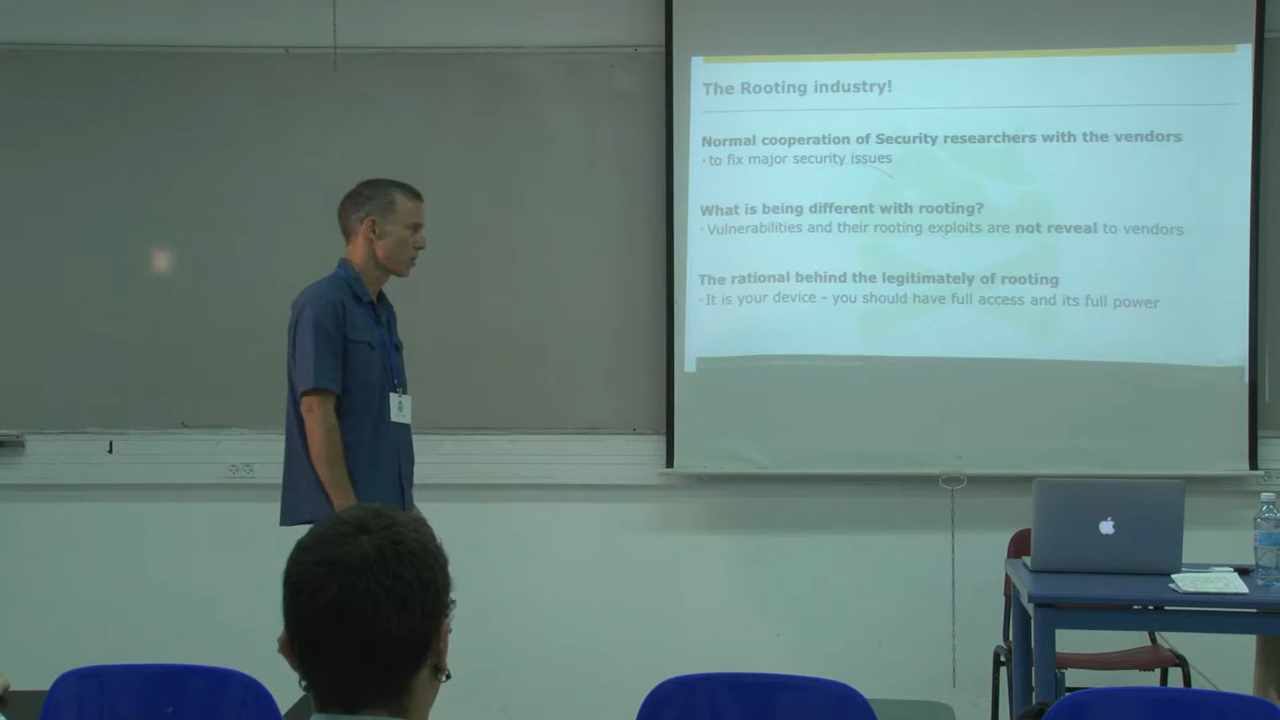 The Rooting industry!
Normal cooperation of Security researchers with the vendors
· to fix major security issues
What is being different with rooting?
· Vulnerabilities and their rooting exploits are not reveal to vendors
The rational behind the legitimately of rooting
· It is your device - you should have full access and its full power